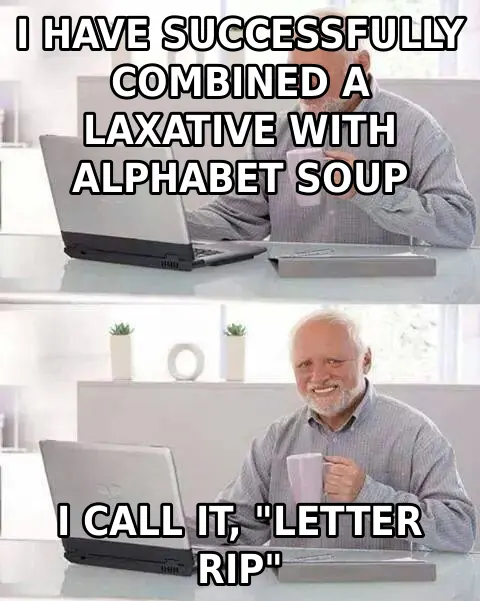 I HAVE SUCCESSFULLY
COMBINED A
LAXATIVE WITH
ALPHABET SOUP
I CALL IT, "LETTER
RIP"